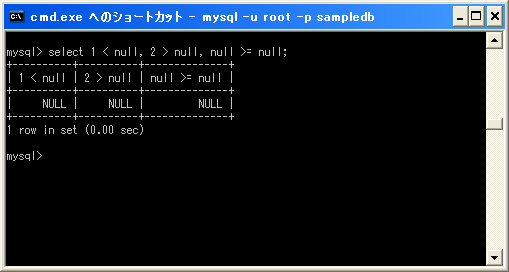 cmd.exe へのショートカット - mysql -u root -p sampledb
mysql> select 1 < null, 2 > null, null >= null;
+----------+----------+--------------+
| 1 < null | 2 > null | null >= null |
+----------+----------+--------------+
|     NULL |     NULL |         NULL |
+----------+----------+--------------+
1 row in set (0.00 sec)
mysql>